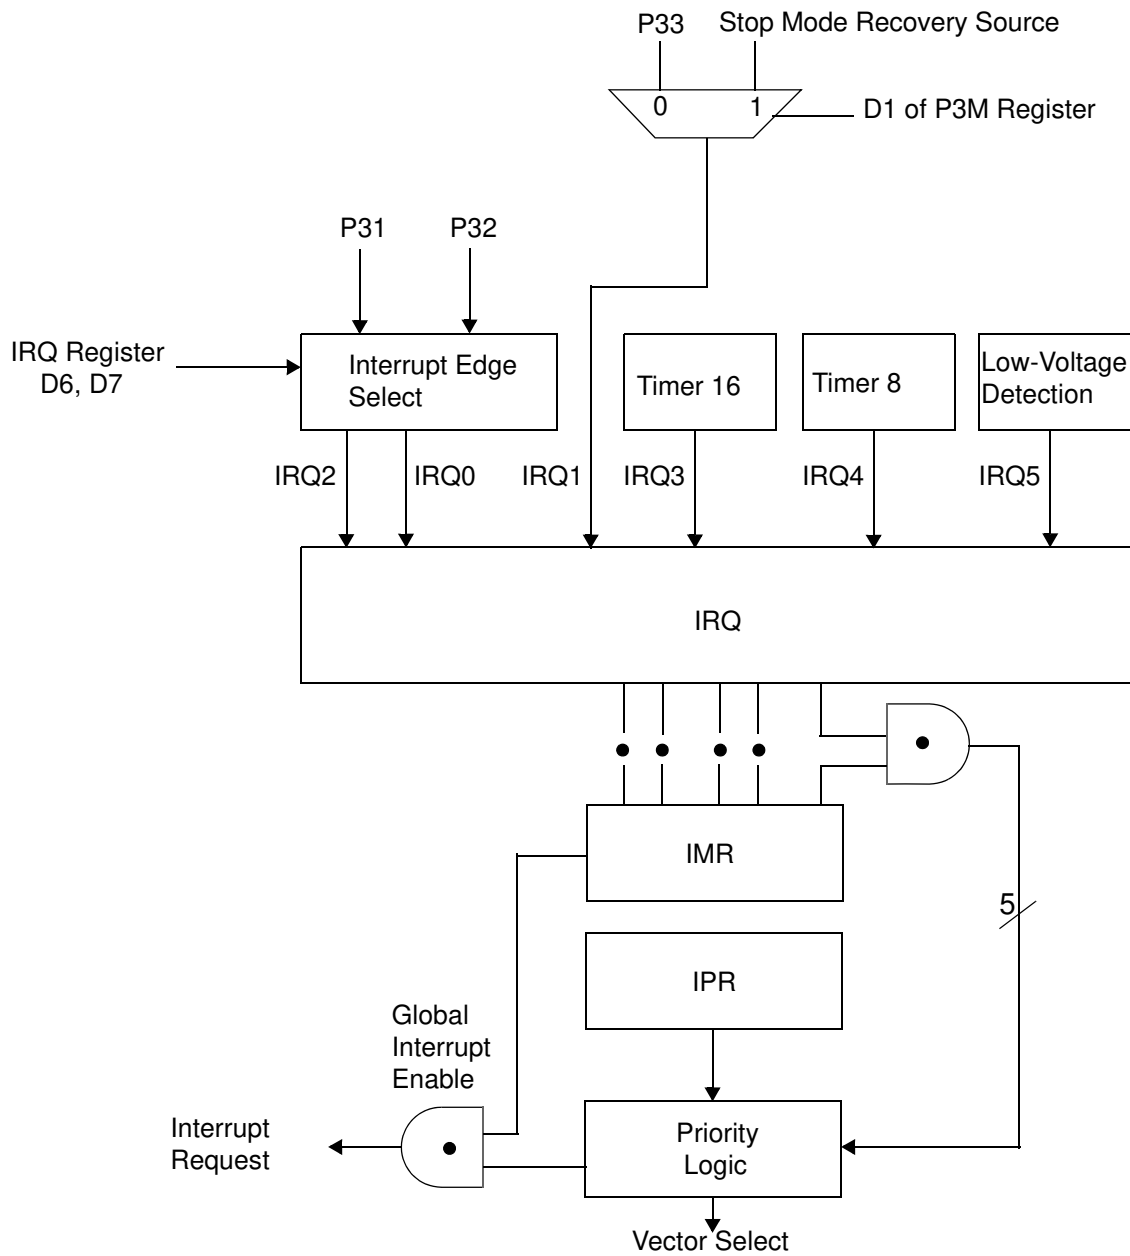 P33 Stop Mode Recovery Source
0 1
D1 of P3M Register
P31 P32
IRQ Register
D6, D7
Interrupt Edge
Select
Timer 16
Timer 8
Low-Voltage
Detection
IRQ2 IRQ0 IRQ1 IRQ3 IRQ4 IRQ5
IRQ
IMR
5
IPR
Global
Interrupt
Enable
Interrupt
Request
Priority
Logic
Vector Select